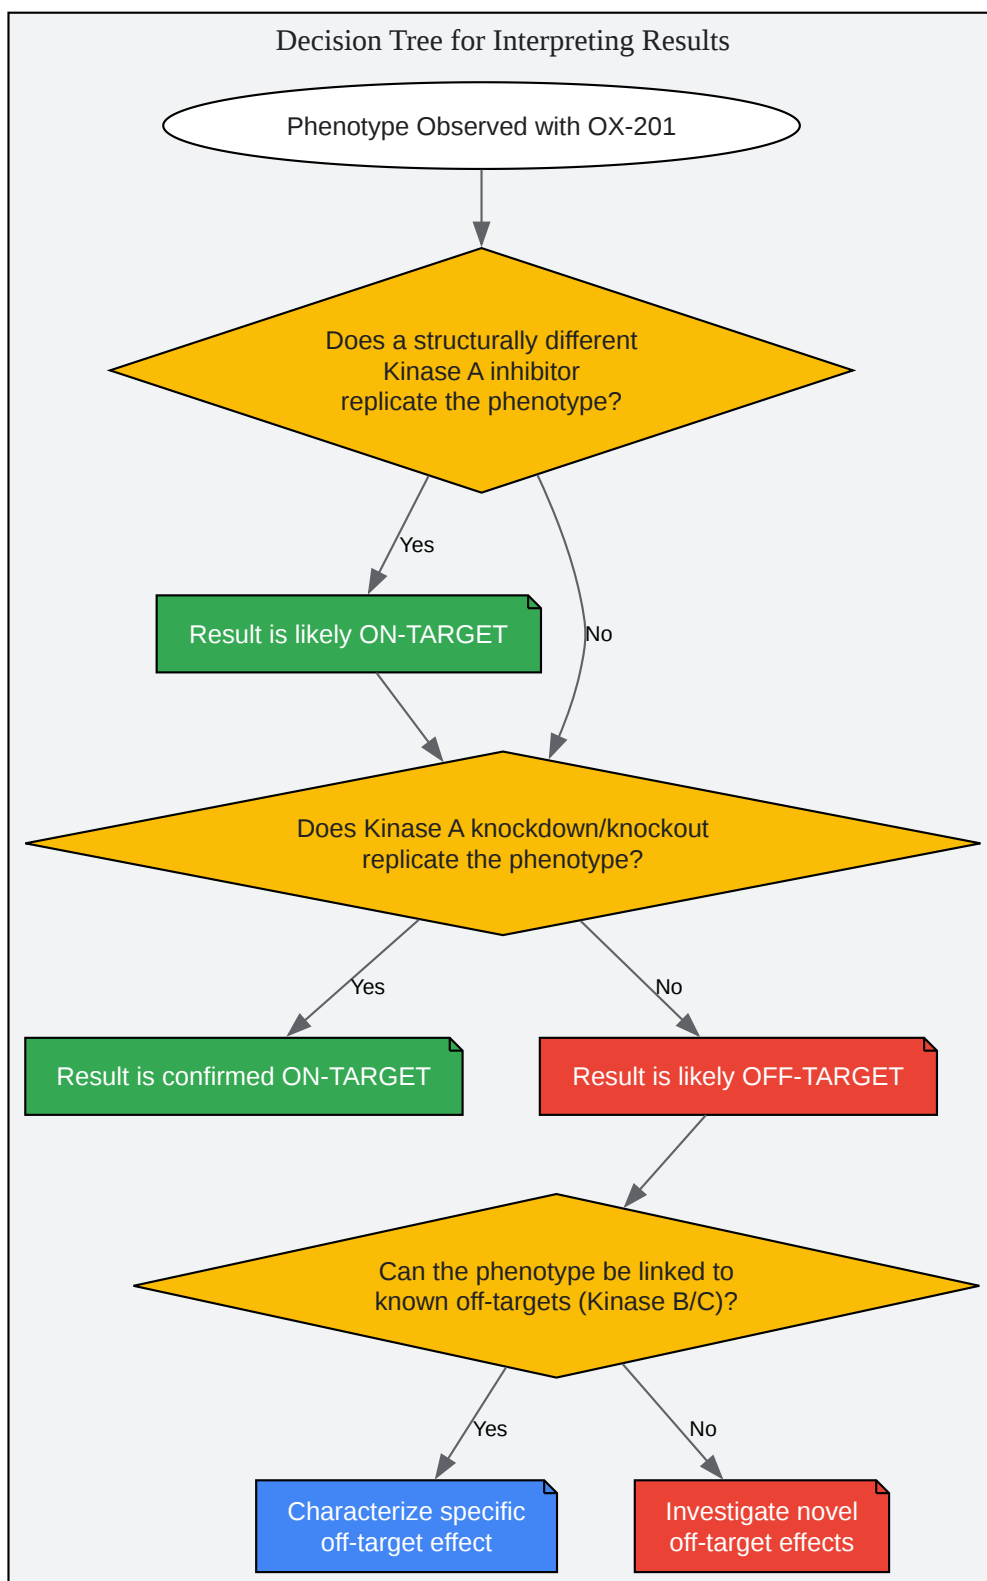 Decision Tree for Interpreting Results
Phenotype Observed with OX-201
Does a structurally different
Kinase A inhibitor
replicate the phenotype?
Yes
Result is likely ON-TARGET
No
Does Kinase A knockdown/knockout
replicate the phenotype?
Yes
No
Result is confirmed ON-TARGET
Result is likely OFF-TARGET
Can the phenotype be linked to
known off-targets (Kinase B/C)?
Yes
No
Characterize specific
off-target effect
Investigate novel
off-target effects